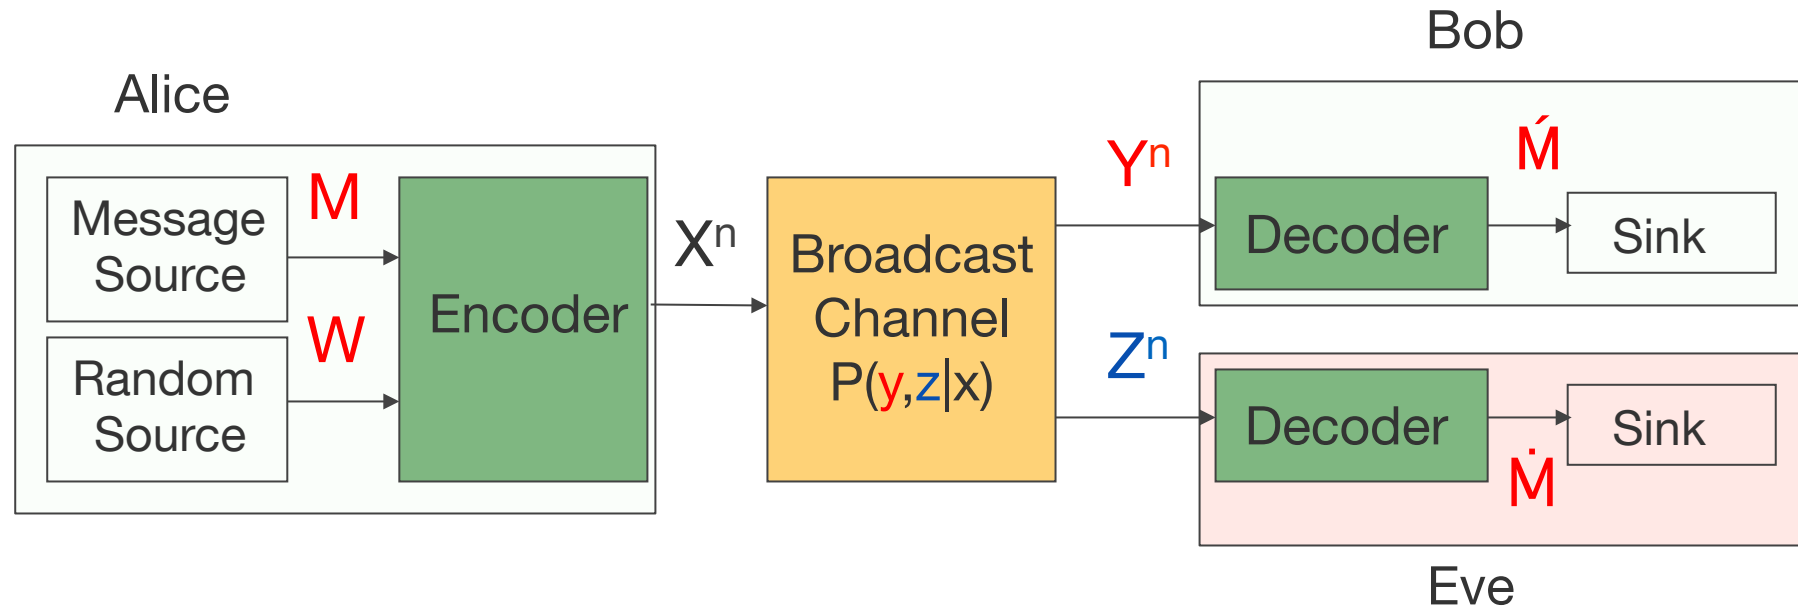 Bob
Alice
Message
Source
M
Random
Source
W
Encoder
Xⁿ
Broadcast
Channel
P(y,z|x)
Yⁿ
Decoder
Ḿ
Sink
Zⁿ
Decoder
Ṁ
Sink
Eve